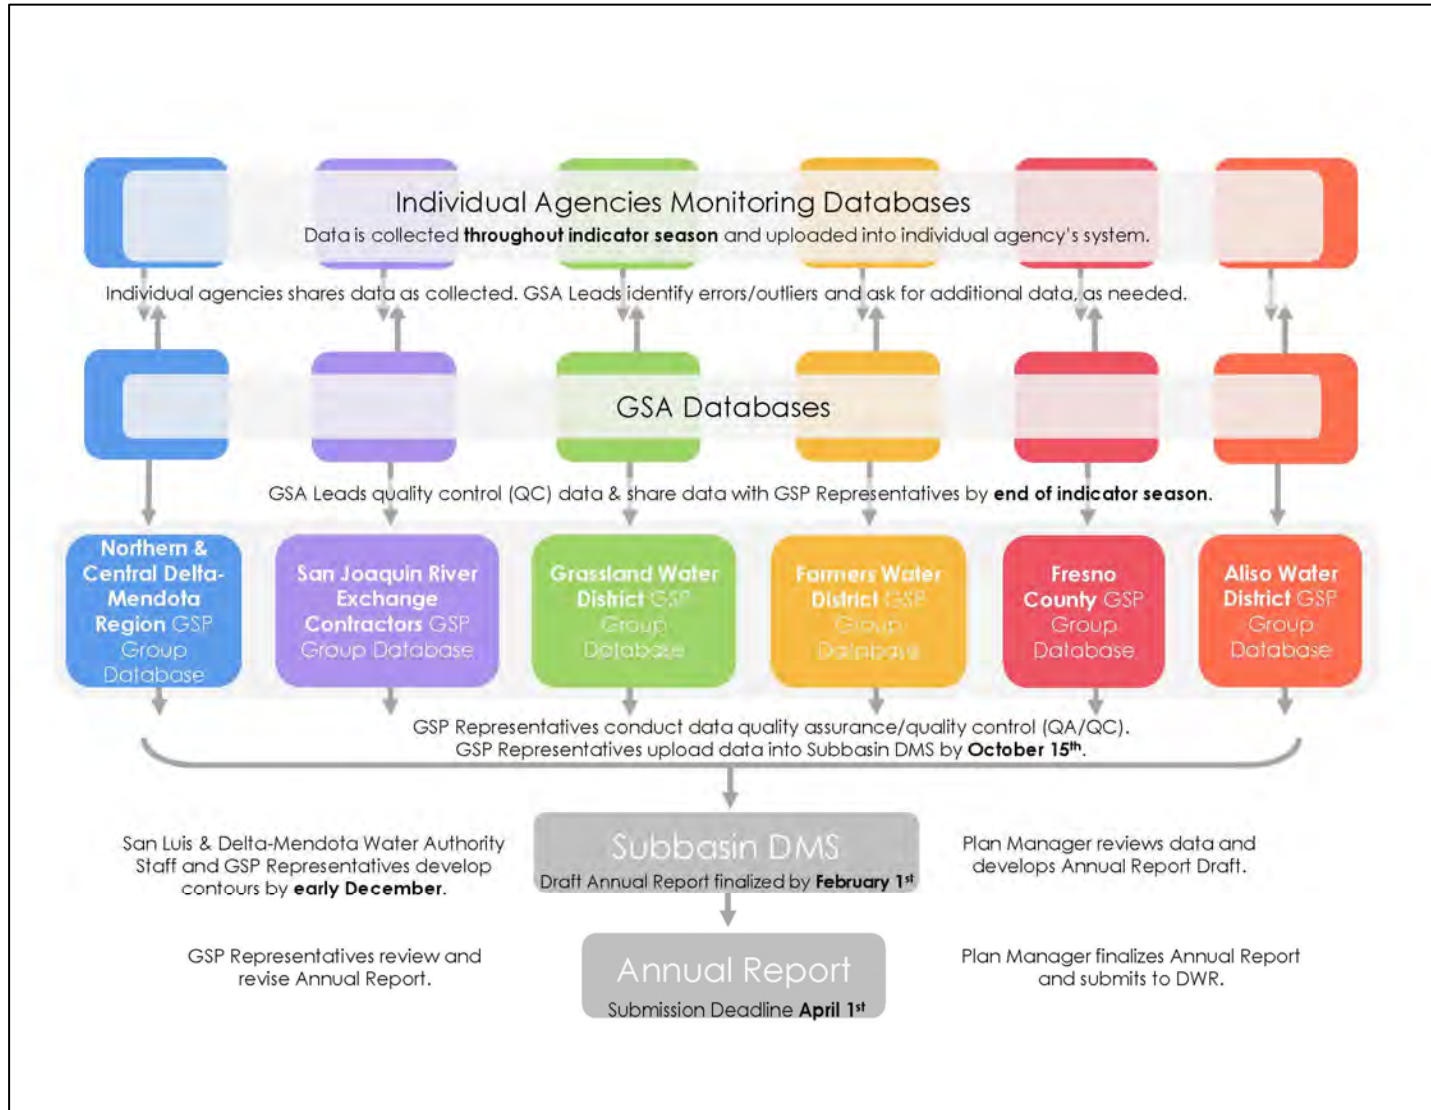 Individual Agencies Monitoring Databases
Data is collected throughout indicator season and uploaded into individual agency's system.
Individual agencies shares data as collected. GSA Leads identify errors/outliers and ask for additional data, as needed.
GSA Databases
GSA Leads quality control (QC) data & share data with GSP Representatives by end of indicator season.
Northern &
Central Delta-
Mendota
Region GSP
Group
Database
San Joaquin River
Exchange
Contractors GSP
Group Database
Grassland Water
District GSP
Group
Database
Farmers Water
District GSP
Group
Database
Fresno
County GSP
Group
Database
Aliso Water
District GSP
Group
Database
GSP Representatives conduct data quality assurance/quality control (QA/QC).
GSP Representatives upload data into Subbasin DMS by October 15th.
San Luis & Delta-Mendota Water Authority
Staff and GSP Representatives develop
contours by early December.
Subbasin DMS
Draft Annual Report finalized by February 1st
Plan Manager reviews data and
develops Annual Report Draft.
GSP Representatives review and
revise Annual Report.
Annual Report
Submission Deadline April 1st
Plan Manager finalizes Annual Report
and submits to DWR.